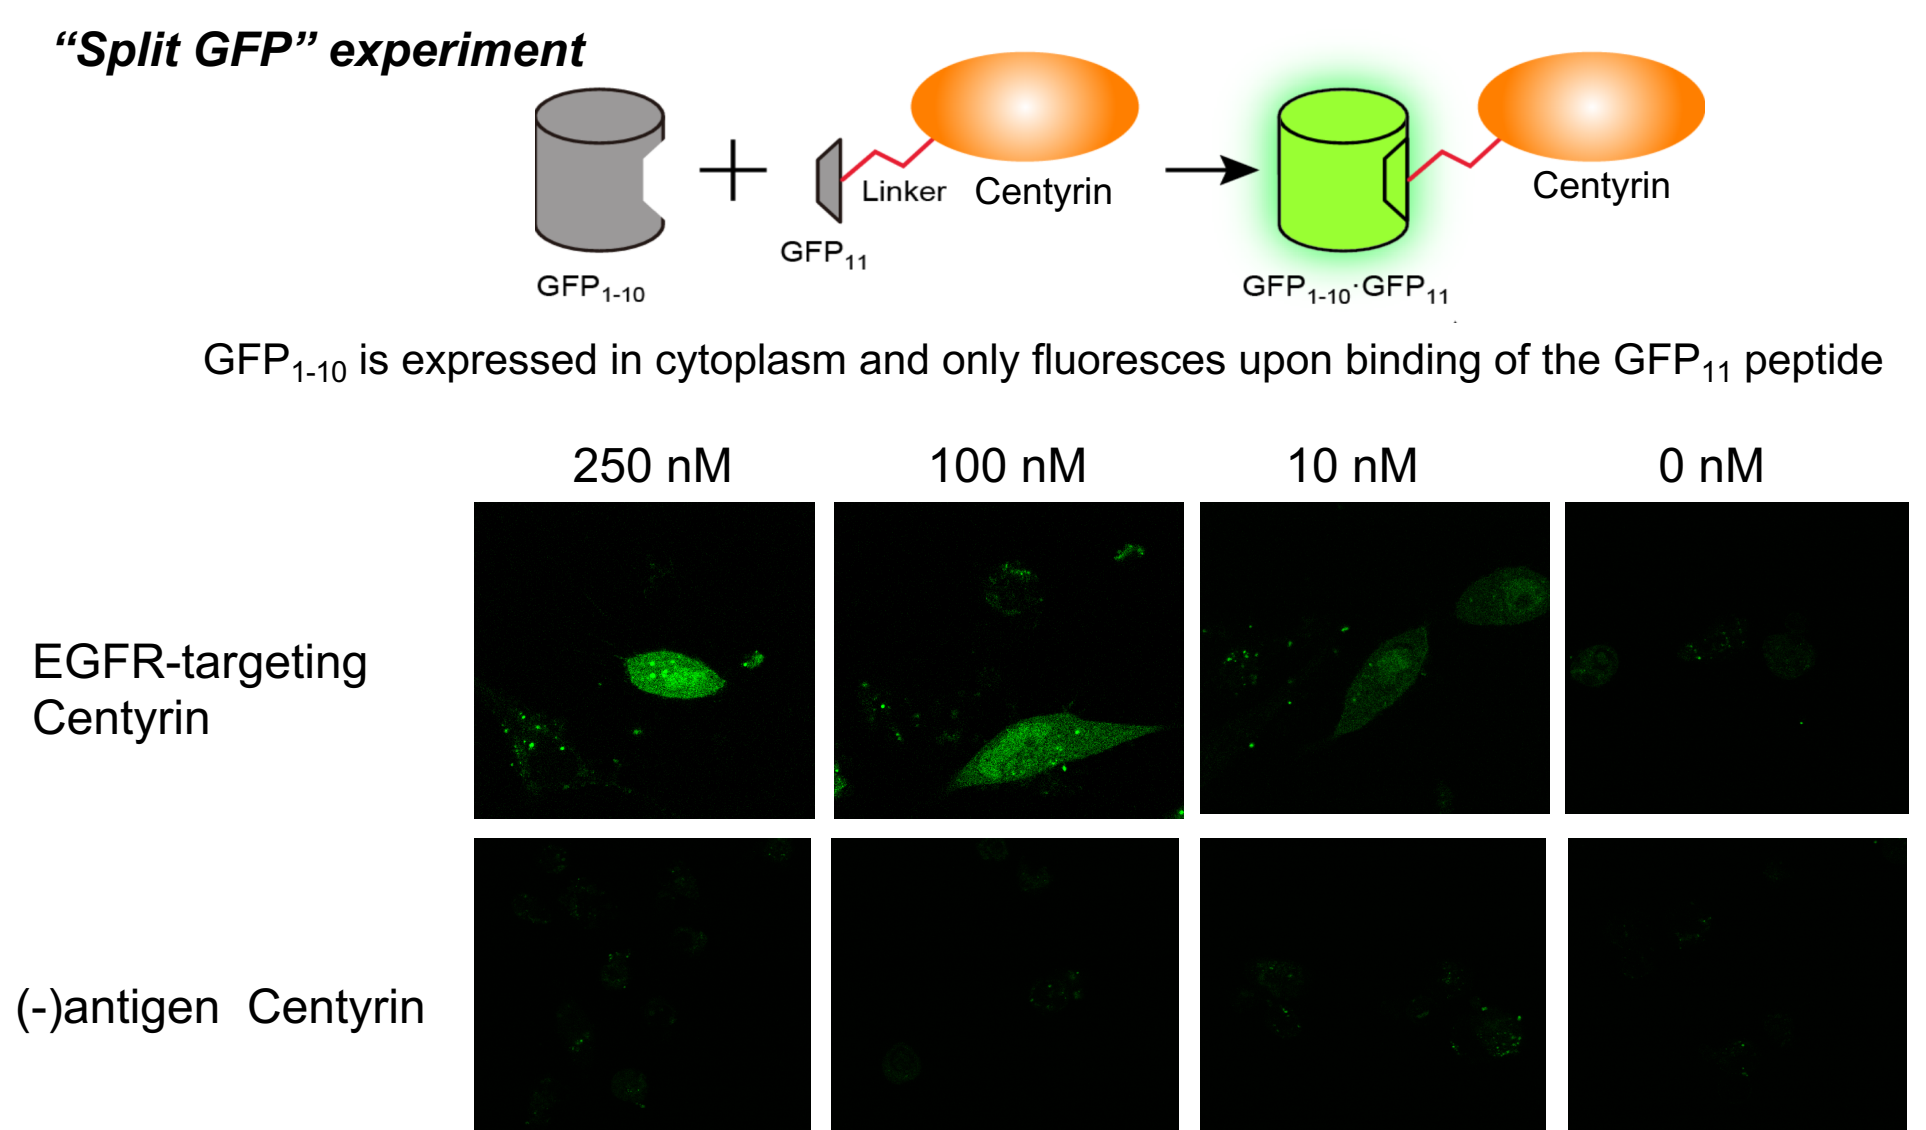 “Split GFP” experiment
Linker
Centyrin
Centyrin
GFP11
GFP1-10
GFP1-10·GFP11
GFP1-10 is expressed in cytoplasm and only fluoresces upon binding of the GFP11 peptide
250 nM
100 nM
10 nM
0 nM
EGFR-targeting
Centyrin
(-)antigen Centyrin